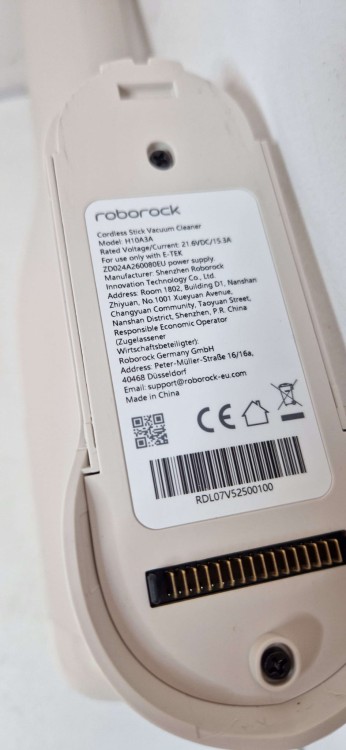 roborock
Cordless Stick Vacuum Cleaner
Model: H10A3A
Rated Voltage/Current: 21.6VDC/15.3A
For use only with E-TEK
ZD024A260080EU power supply.
Manufacturer: Shenzhen Roborock
Innovation Technology Co., Ltd.
Address: Room 1802, Building D1, Nanshan
Zhiyuan, No.1001 Xueyuan Avenue,
Changyuan Community, Taoyuan Street,
Nanshan District, Shenzhen, P.R. China
Responsible Economic Operator
(Zugelassener
Wirtschaftsbeteiligter):
Roborock Germany GmbH
Address: Peter-Müller-Straße 16/16a,
40468 Düsseldorf
Email: support@roborock-eu.com
Made in China
CE
RDL07VS2500100